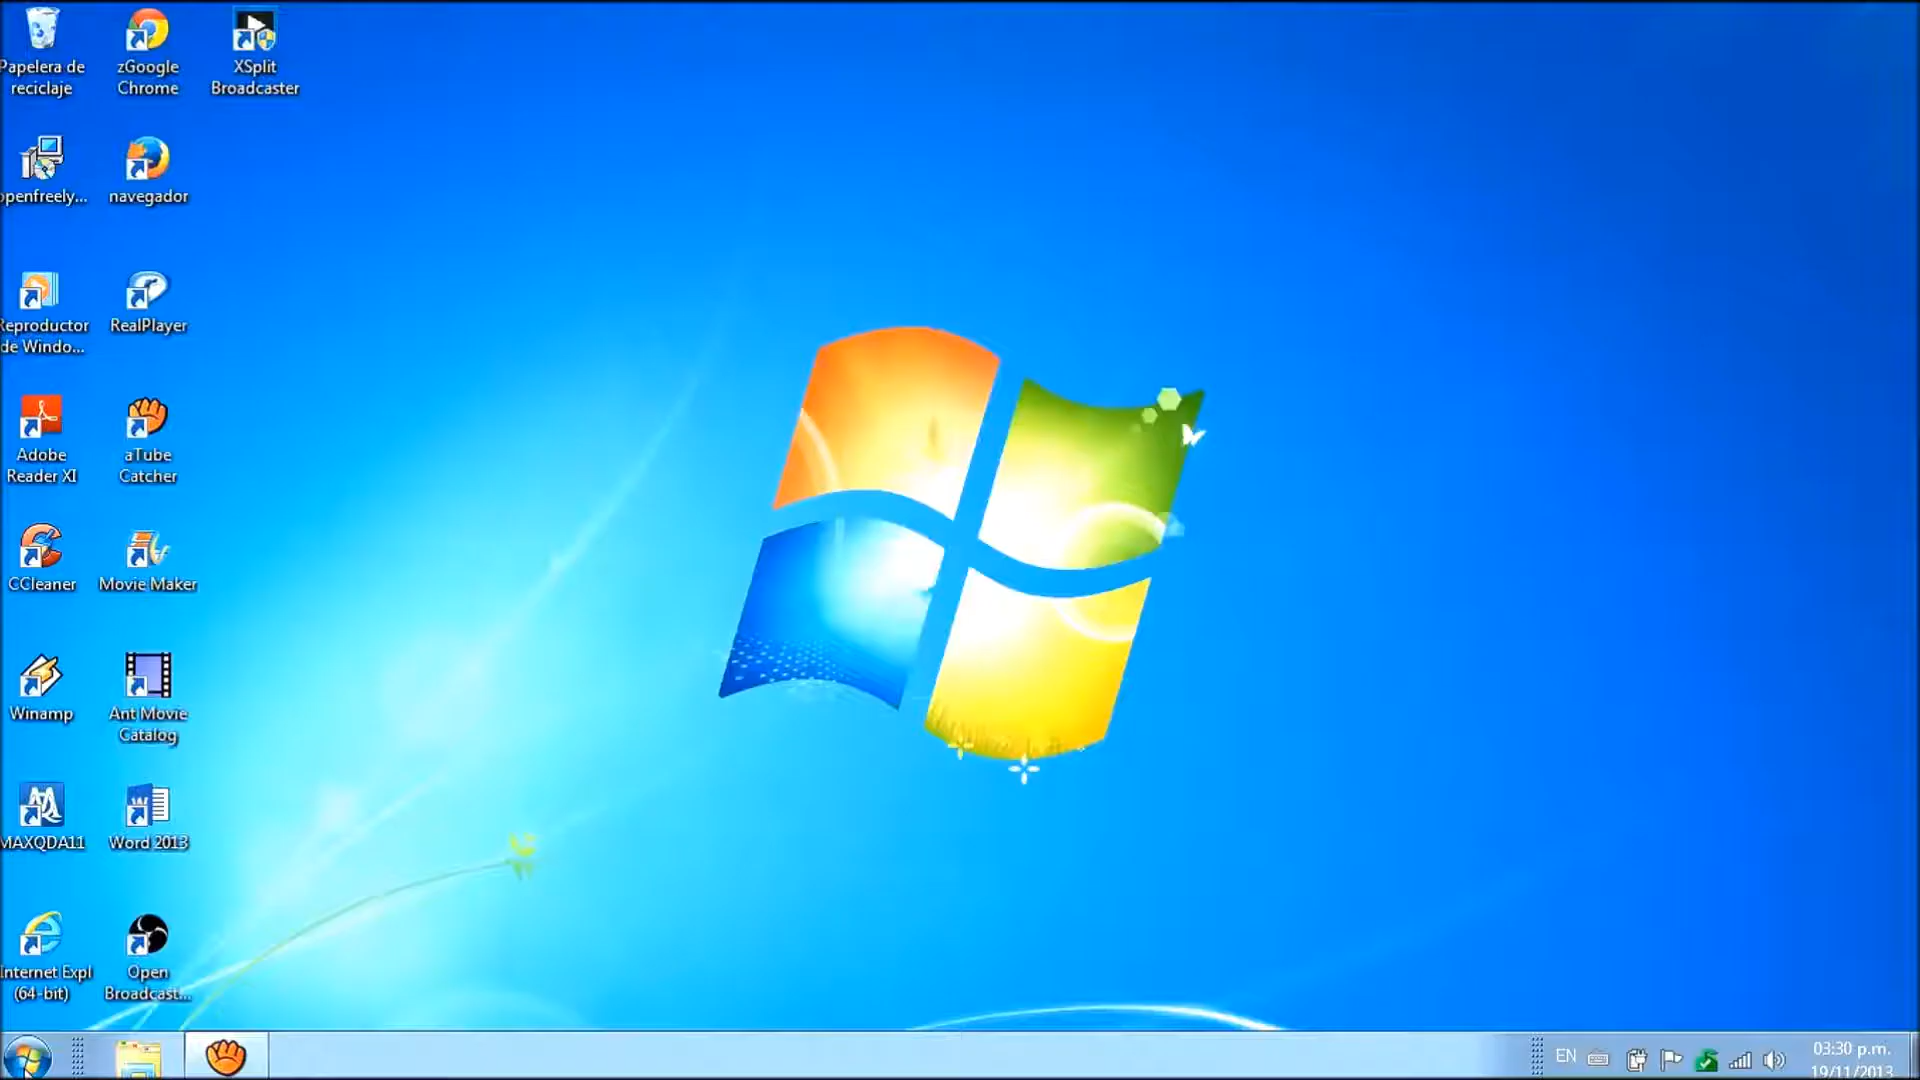 Papelera de
reciclaje
zGoogle
Chrome
XSplit
Broadcaster
openfreely...
navegador
Reproductor
de Windo...
RealPlayer
Adobe
Reader XI
aTube
Catcher
CCleaner
Movie Maker
Winamp
Ant Movie
Catalog
MAXQDA11
Word 2013
Internet Expl
(64-bit)
Open
Broadcast...
EN
03:30 p.m.
19/11/2013